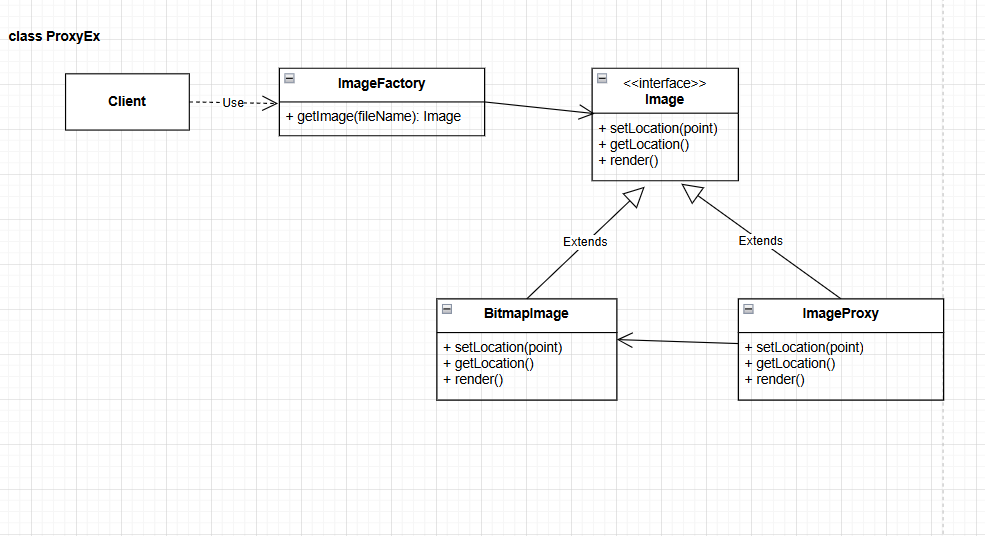 class ProxyEx
Client
Use
ImageFactory
+ getImage(fileName): Image
<<interface>>
Image
+ setLocation(point)
+ getLocation()
+ render()
Extends
Extends
BitmapImage
+ setLocation(point)
+ getLocation()
+ render()
ImageProxy
+ setLocation(point)
+ getLocation()
+ render()